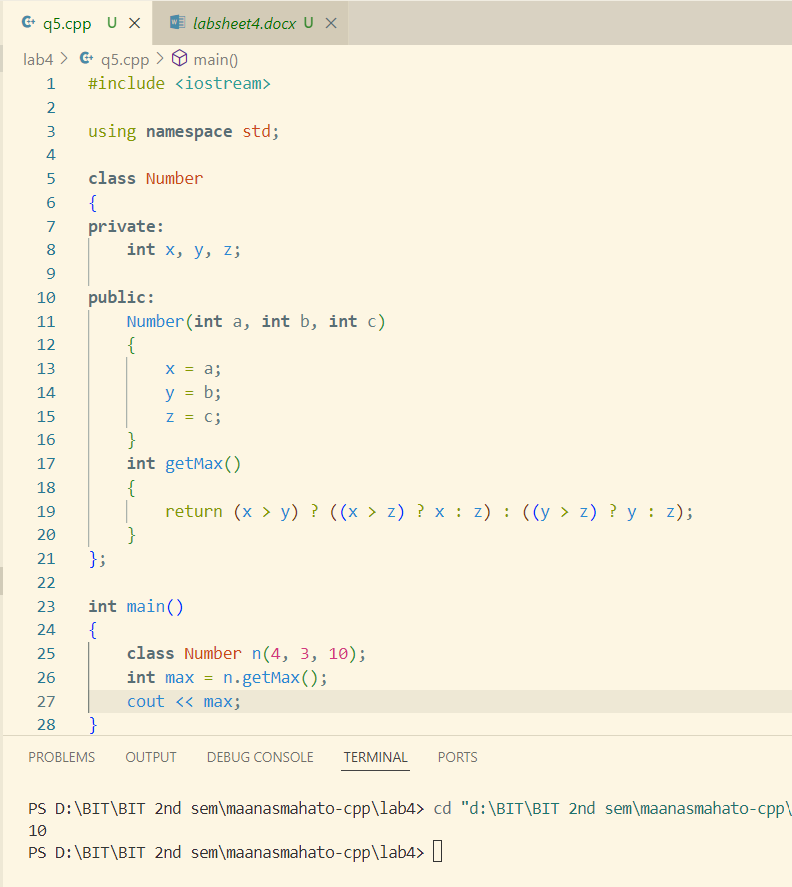 q5.cpp U
labsheet4.docx U
lab4 > q5.cpp > main()
1 #include <iostream>
2
3 using namespace std;
4
5 class Number
6 {
7 private:
8     int x, y, z;
9
10 public:
11     Number(int a, int b, int c)
12     {
13         x = a;
14         y = b;
15         z = c;
16     }
17     int getMax()
18     {
19         return (x > y) ? ((x > z) ? x : z) : ((y > z) ? y : z);
20     }
21 };
22
23 int main()
24 {
25     class Number n(4, 3, 10);
26     int max = n.getMax();
27     cout << max;
28 }
PROBLEMS OUTPUT DEBUG CONSOLE TERMINAL PORTS
PS D:\BIT\BIT 2nd sem\maanasmahato-cpp\lab4> cd "d:\BIT\BIT 2nd sem\maanasmahato-cpp\
10
PS D:\BIT\BIT 2nd sem\maanasmahato-cpp\lab4>